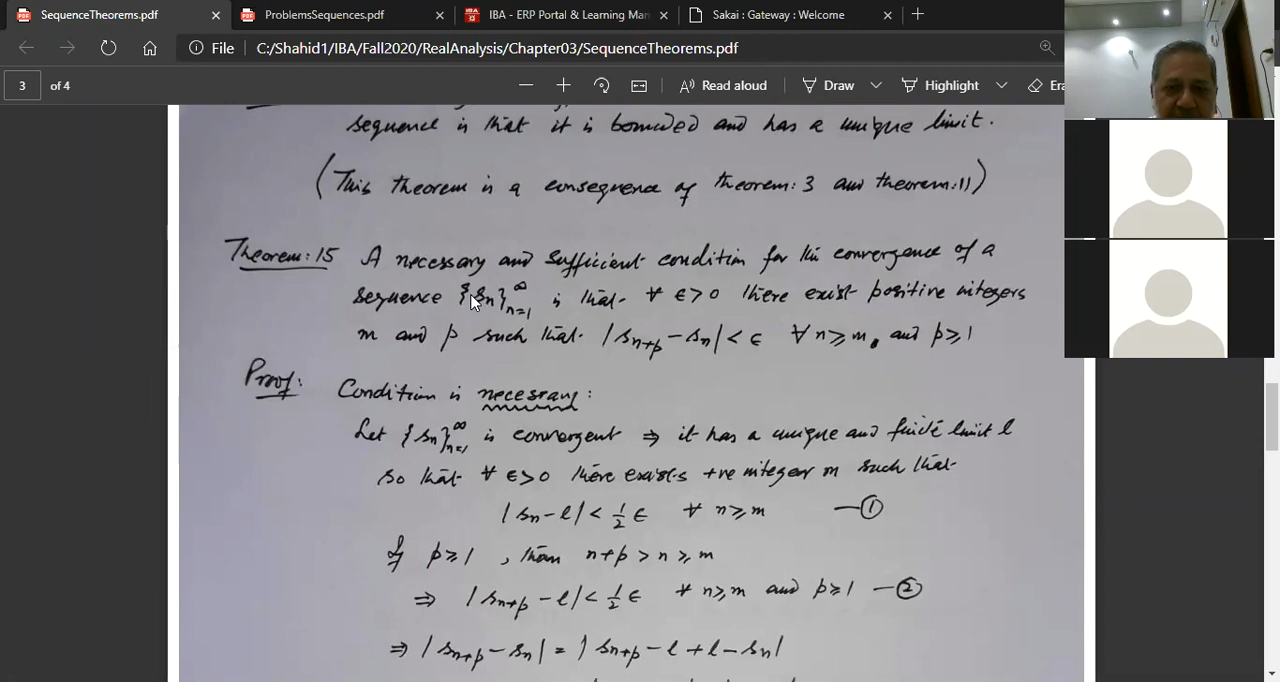 SequenceTheorems.pdf
ProblemsSequences.pdf
IBA - ERP Portal & Learning Man
Sakai : Gateway : Welcome
File
C:/Shahid1/IBA/Fall2020/RealAnalysis/Chapter03/SequenceTheorems.pdf
3 of 4
Read aloud
Draw
Highlight
Era
sequence is that it is bounded and has a unique limit.
(This theorem is a consequence of theorem: 3 and theorem: 11)
Theorem: 15 A necessary and sufficient condition for the convergence of a
sequence {sn}∞n=1 is that ∀ ϵ>0 there exist positive integers
m and p such that |sn+p − sn| < ϵ ∀ n ≥ m, and p ≥ 1
Proof: Condition is necessary:
Let {sn}∞n=1 is convergent ⇒ it has a unique and finite limit l
so that ∀ ϵ>0 there exists +ve integer m such that
|sn − l| < 1/2 ϵ ∀ n ≥ m —①
If p ≥ 1, than n+p > n ≥ m
⇒ |sn+p − l| < 1/2 ϵ ∀ n ≥ m and p ≥ 1 —②
⇒ |sn+p − sn| = |sn+p − l + l − sn|